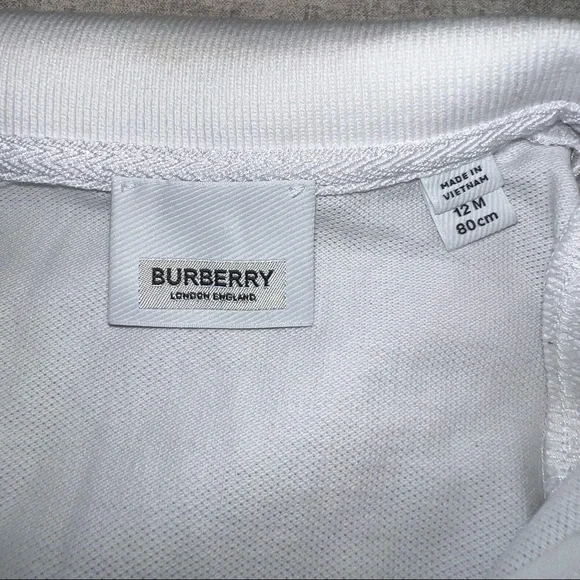 BURBERRY
LONDON ENGLAND
MADE IN
VIETNAM
12 M
80cm